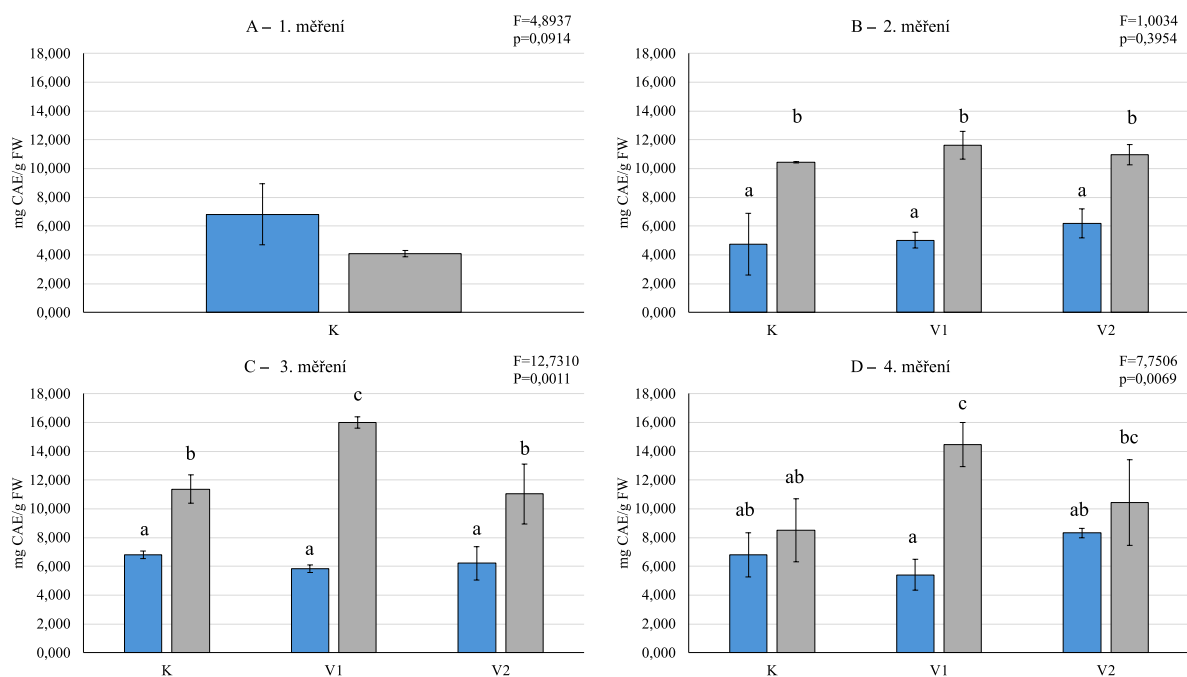 A – 1. měření
F=4,8937
p=0,0914
18,000
16,000
14,000
12,000
10,000
8,000
6,000
4,000
2,000
0,000
mg CAE/g FW
K
B – 2. měření
F=1,0034
p=0,3954
18,000
16,000
14,000
12,000
10,000
8,000
6,000
4,000
2,000
0,000
mg CAE/g FW
a
b
a
b
a
b
K
V1
V2
C – 3. měření
F=12,7310
P=0,0011
18,000
16,000
14,000
12,000
10,000
8,000
6,000
4,000
2,000
0,000
mg CAE/g FW
a
b
a
c
a
b
K
V1
V2
D – 4. měření
F=7,7506
p=0,0069
18,000
16,000
14,000
12,000
10,000
8,000
6,000
4,000
2,000
0,000
mg CAE/g FW
ab
ab
a
c
ab
bc
K
V1
V2